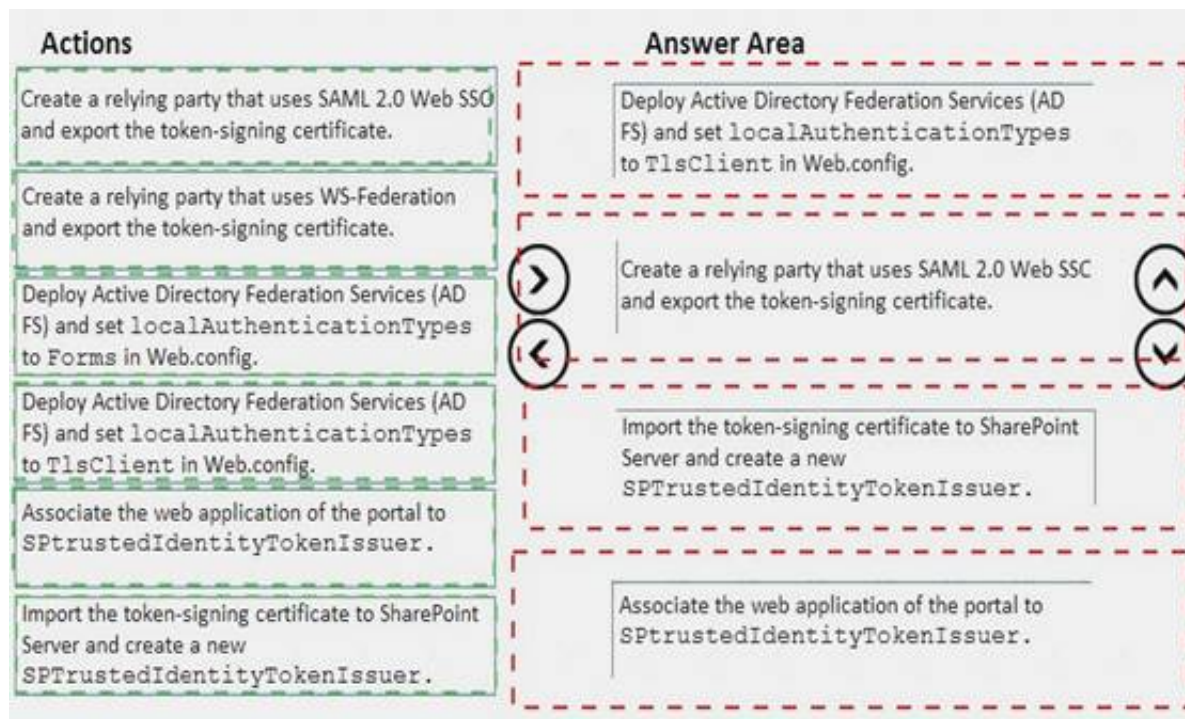 Actions
Create a relying party that uses SAML 2.0 Web SSO
and export the token-signing certificate.
Create a relying party that uses WS-Federation
and export the token-signing certificate.
Deploy Active Directory Federation Services (AD
FS) and set localAuthenticationTypes
to Forms in Web.config.
Deploy Active Directory Federation Services (AD
FS) and set localAuthenticationTypes
to TlsClient in Web.config.
Associate the web application of the portal to
SPtrustedIdentityTokenIssuer.
Import the token-signing certificate to SharePoint
Server and create a new
SPTrustedIdentityTokenIssuer.
Answer Area
Deploy Active Directory Federation Services (AD
FS) and set localAuthenticationTypes
to TlsClient in Web.config.
Create a relying party that uses SAML 2.0 Web SSC
and export the token-signing certificate.
Import the token-signing certificate to SharePoint
Server and create a new
SPTrustedIdentityTokenIssuer.
Associate the web application of the portal to
SPtrustedIdentityTokenIssuer.